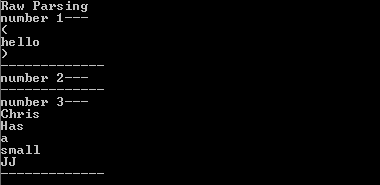 Raw Parsing
number 1---
(
hello
)
-------------
number 2---
-------------
number 3---
Chris
Has
a
small
JJ
-------------